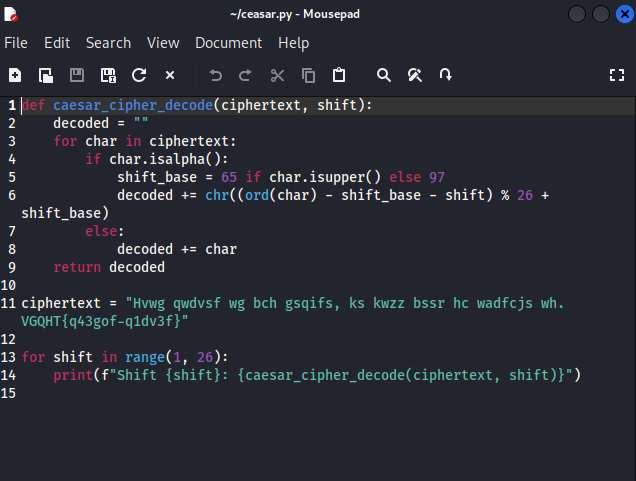 ~/ceasar.py - Mousepad
File Edit Search View Document Help
1 def caesar_cipher_decode(ciphertext, shift):
2     decoded = ""
3     for char in ciphertext:
4         if char.isalpha():
5             shift_base = 65 if char.isupper() else 97
6             decoded += chr((ord(char) - shift_base - shift) % 26 +
shift_base)
7         else:
8             decoded += char
9     return decoded
10
11 ciphertext = "Hvwg qwdvsf wg bch gsqifs, ks kwzz bssr hc wadfcjs wh.
VGQHT{q43gof-q1dv3f}"
12
13 for shift in range(1, 26):
14     print(f"Shift {shift}: {caesar_cipher_decode(ciphertext, shift)}")
15